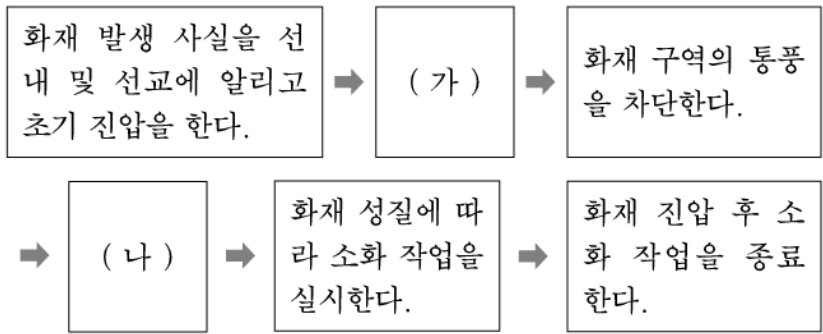 화재 발생 사실을 선
내 및 선교에 알리고
초기 진압을 한다.
( 가 )
화재 구역의 통풍
을 차단한다.
( 나 )
화재 성질에 따
라 소화 작업을
실시한다.
화재 진압 후 소
화 작업을 종료
한다.